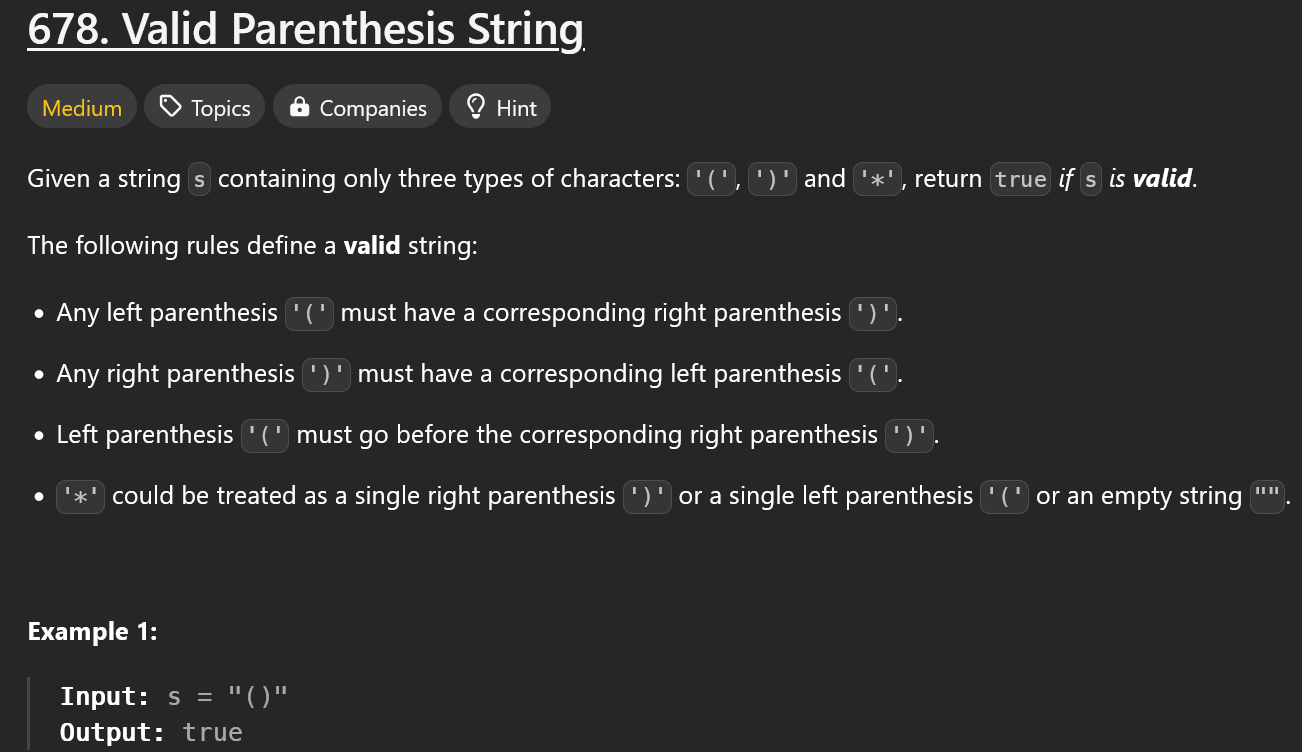 678. Valid Parenthesis String
Medium Topics Companies Hint
Given a string s containing only three types of characters: '(', ')' and '*', return true if s is valid.
The following rules define a valid string:
• Any left parenthesis '(' must have a corresponding right parenthesis ')'.
• Any right parenthesis ')' must have a corresponding left parenthesis '('.
• Left parenthesis '(' must go before the corresponding right parenthesis ')'.
• '*' could be treated as a single right parenthesis ')' or a single left parenthesis '(' or an empty string "".
Example 1:
Input: s = "()"
Output: true